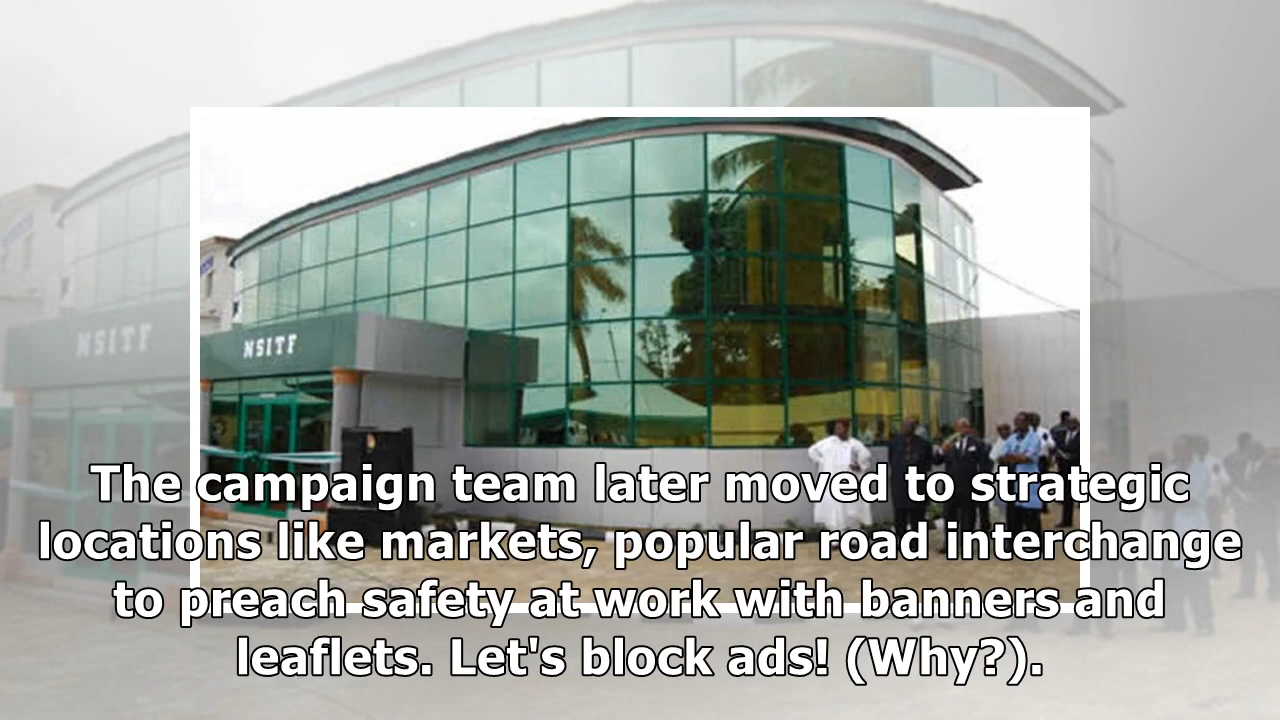 NSITF
NSITF
The campaign team later moved to strategic
locations like markets, popular road interchange
to preach safety at work with banners and
leaflets. Let's block ads! (Why?).